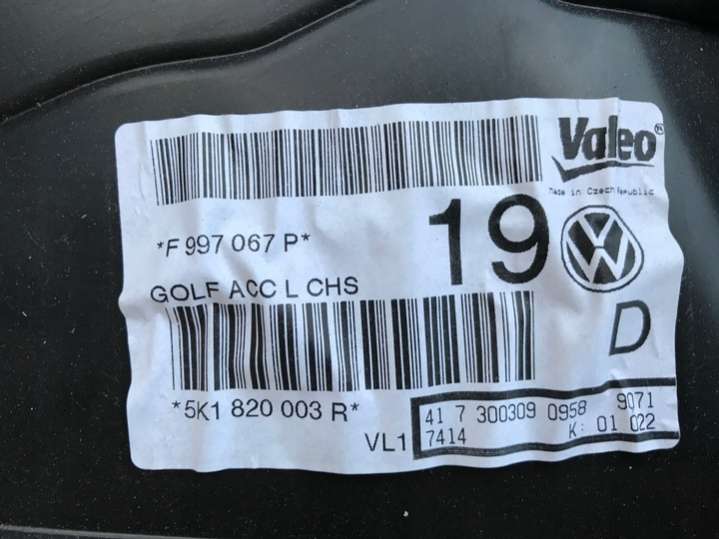 Valeo
Made in Czech Republic
*F 997 067 P*
19
GOLF ACC L CHS
D
*5K1 820 003 R*
VL1
41 7 300309 0958 9071
7414 K: 01 022